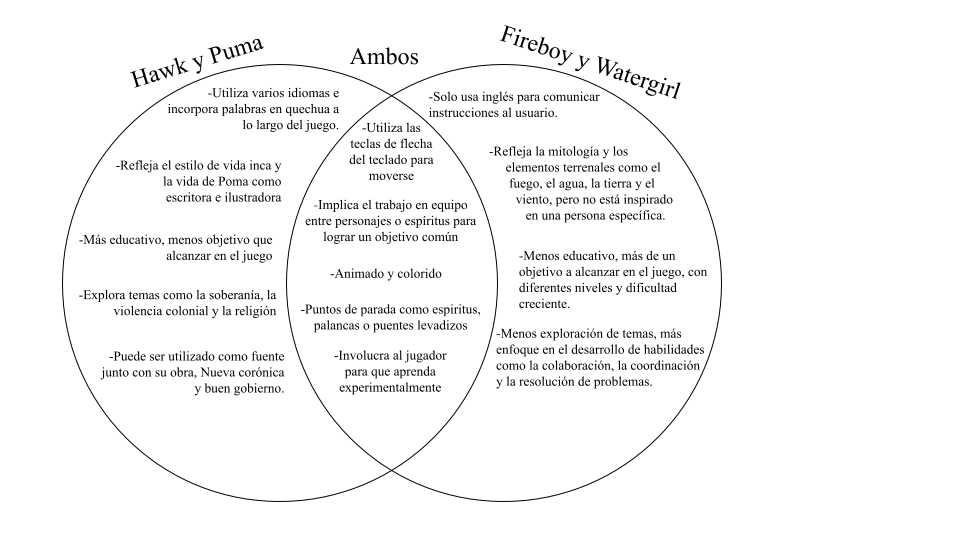 Hawk y Puma
Ambos
Fireboy y Watergirl
-Utiliza varios idiomas e
incorpora palabras en quechua a
lo largo del juego.
-Refleja el estilo de vida inca y
la vida de Poma como
escritora e ilustradora
-Más educativo, menos objetivo que
alcanzar en el juego
-Explora temas como la soberanía, la
violencia colonial y la religión
-Puede ser utilizado como fuente
junto con su obra, Nueva corónica
y buen gobierno.
-Utiliza las
teclas de flecha
del teclado para
moverse
-Implica el trabajo en equipo
entre personajes o espíritus para
lograr un objetivo común
-Animado y colorido
-Puntos de parada como espiritus,
palancas o puentes levadizos
-Involucra al jugador
para que aprenda
experimentalmente
-Solo usa inglés para comunicar
instrucciones al usuario.
-Refleja la mitología y los
elementos terrenales como el
fuego, el agua, la tierra y el
viento, pero no está inspirado
en una persona específica.
-Menos educativo, más de un
objetivo a alcanzar en el juego, con
diferentes niveles y dificultad
creciente.
-Menos exploración de temas, más
enfoque en el desarrollo de habilidades
como la colaboración, la coordinación
y la resolución de problemas.